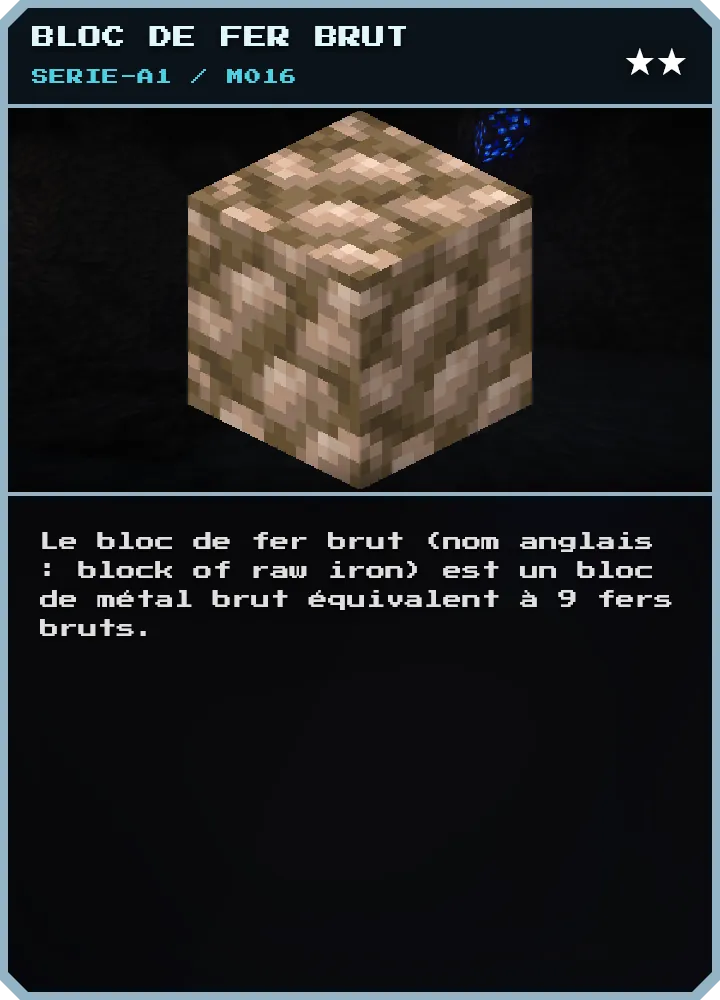 BLOC DE FER BRUT
SERIE-A1 / M016
★★
Le bloc de fer brut (nom anglais
: block of raw iron) est un bloc
de métal brut équivalent à 9 fers
bruts.